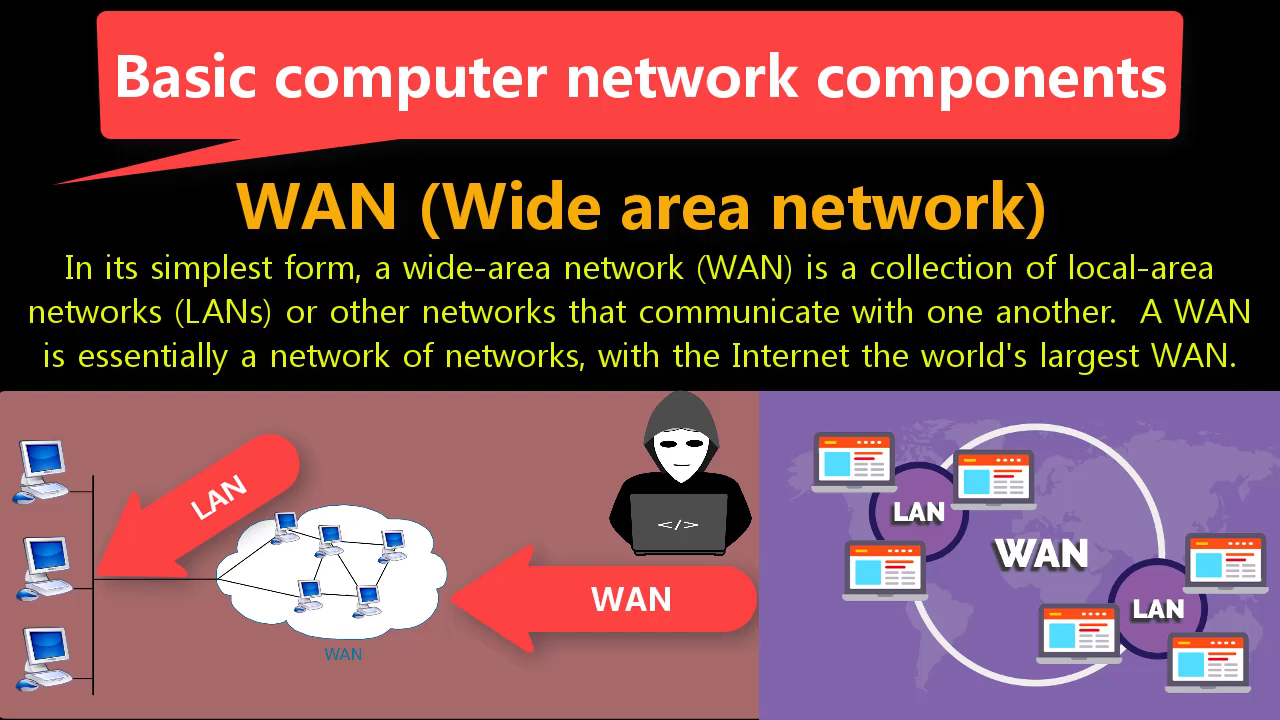 Basic computer network components
WAN (Wide area network)
In its simplest form, a wide-area network (WAN) is a collection of local-area
networks (LANs) or other networks that communicate with one another. A WAN
is essentially a network of networks, with the Internet the world's largest WAN.
LAN
</>
WAN
WAN
LAN
WAN
LAN